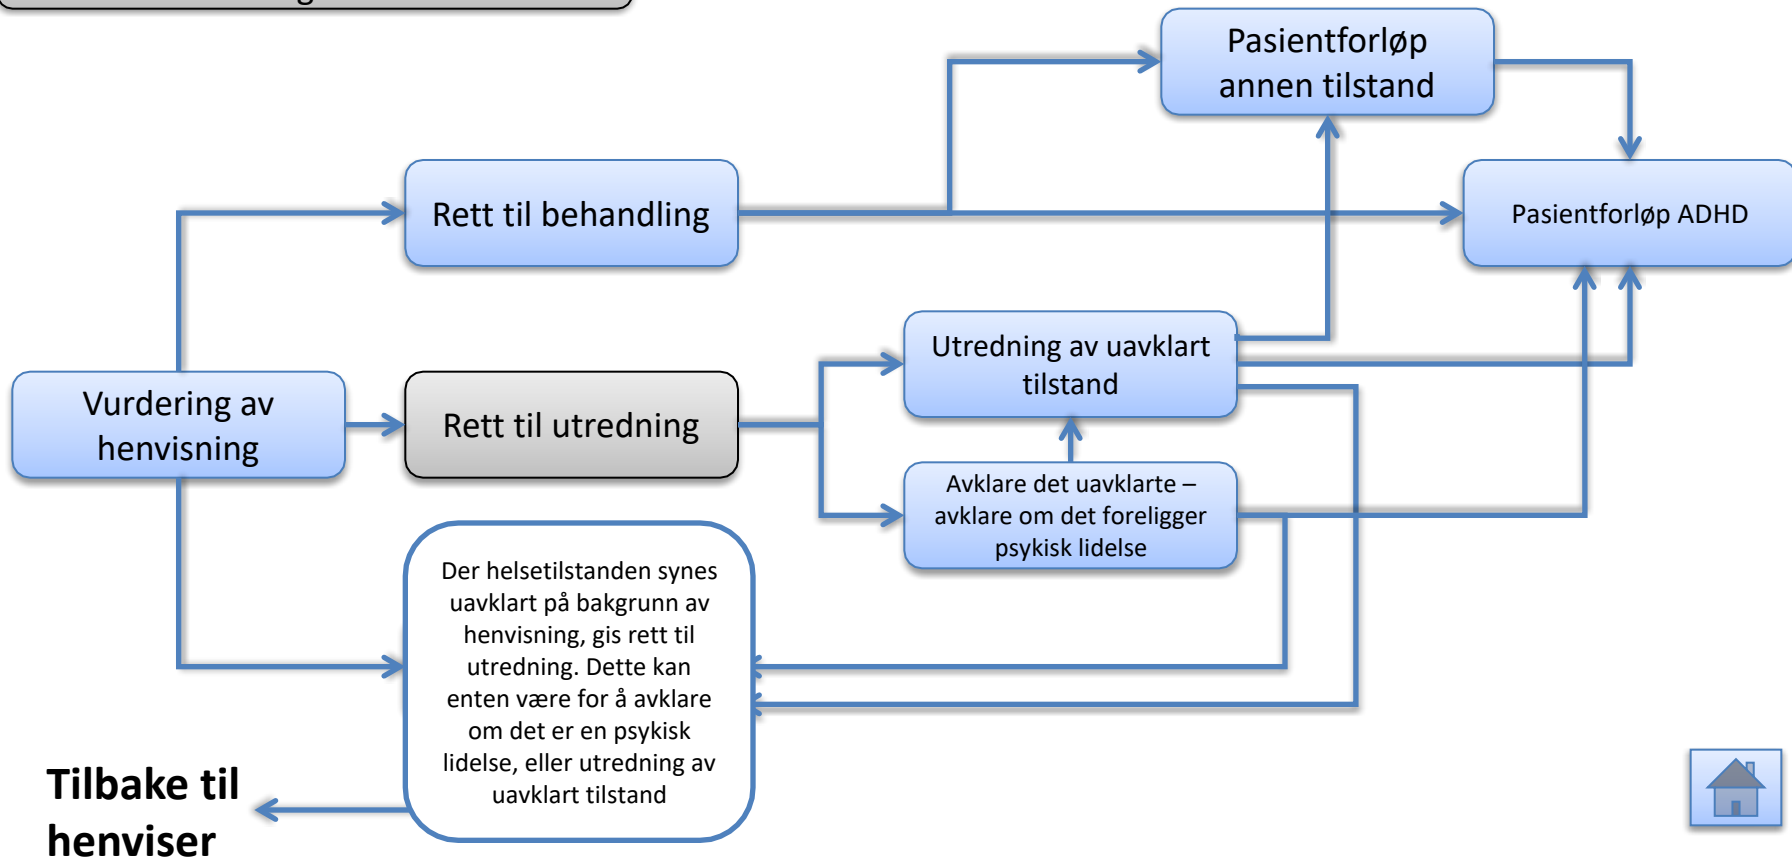 Pasientforløp
annen tilstand
Rett til behandling
Pasientforløp ADHD
Utredning av uavklart
tilstand
Vurdering av
henvisning
Rett til utredning
Avklare det uavklarte –
avklare om det foreligger
psykisk lidelse
Der helsetilstanden synes
uavklart på bakgrunn av
henvisning, gis rett til
utredning. Dette kan
enten være for å avklare
om det er en psykisk
lidelse, eller utredning av
uavklart tilstand
Tilbake til
henviser